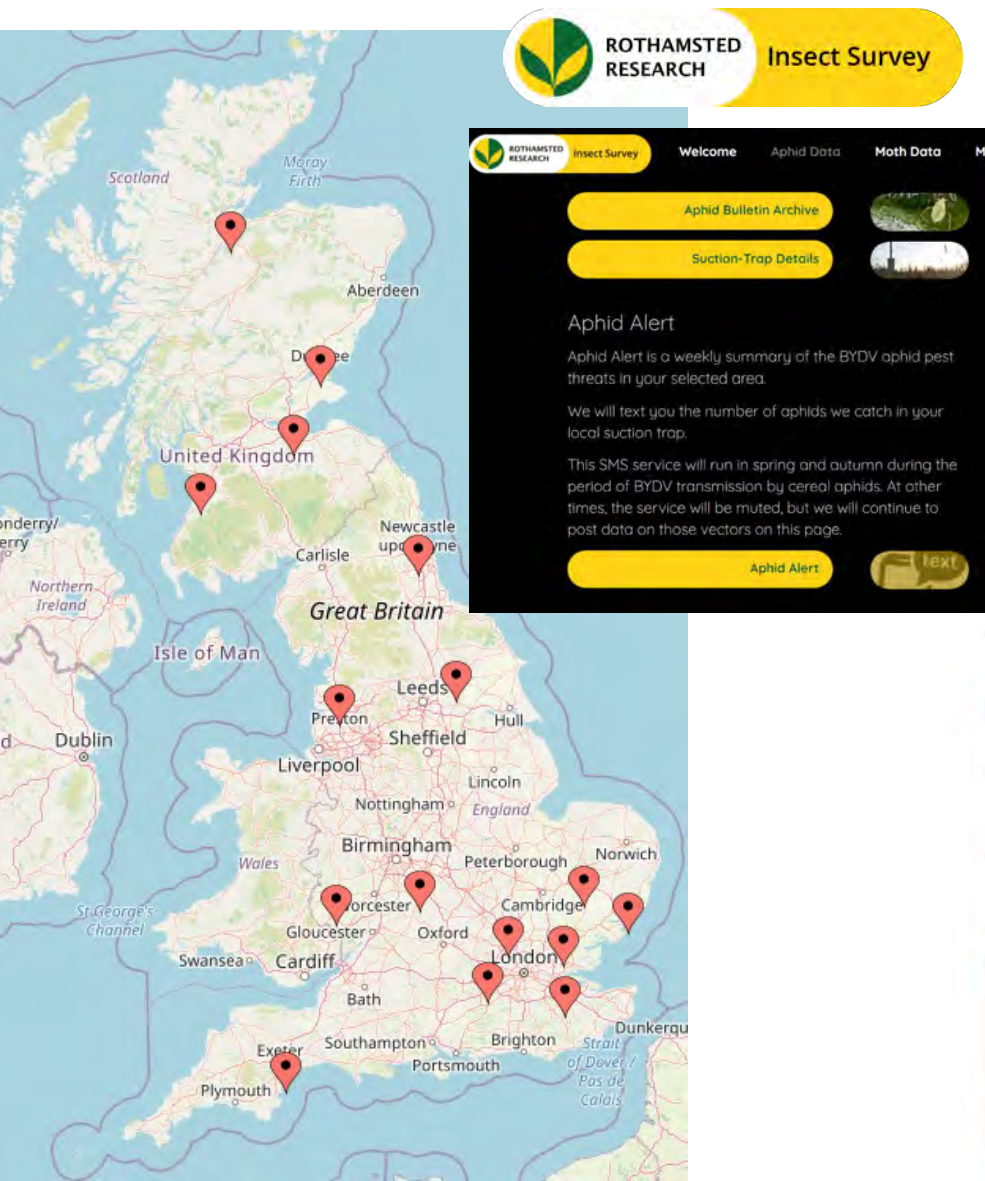 ROTHAMSTED
RESEARCH
Insect Survey
ROTHAMSTED
RESEARCH
Insect Survey
Welcome
Aphid Data
Moth Data
M
Aphid Bulletin Archive
Suction-Trap Details
Aphid Alert
Aphid Alert is a weekly summary of the BYDV aphid pest
threats in your selected area.
We will text you the number of aphids we catch in your
local suction trap.
This SMS service will run in spring and autumn during the
period of BYDV transmission by cereal aphids. At other
times, the service will be muted, but we will continue to
post data on those vectors on this page.
Aphid Alert
text
Moray
Firth
Scotland
Aberdeen
United Kingdom
onderry/
erry
Newcastle
Carlisle
Northern
Ireland
Great Britain
Isle of Man
Leeds
Hull
Dublin
Sheffield
Liverpool
Lincoln
Nottingham
England
Birmingham
Peterborough
Norwich
Wales
orcester
Cambridge
St George's
Channel
Gloucester
Oxford
Swansea
Cardiff
London
Bath
Dunkerqu
Exeter
Southampton
Brighton
Strait
of Dover /
Pas de
Calais
Portsmouth
Plymouth